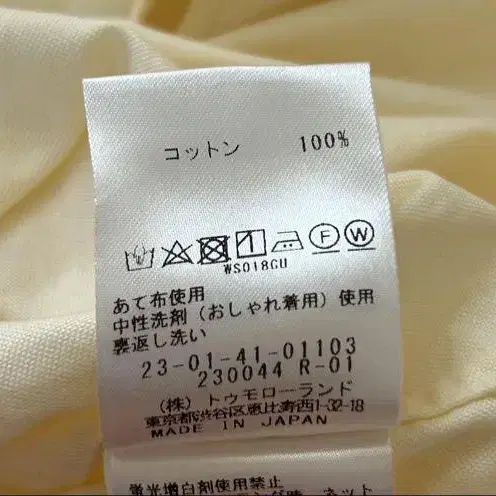 コットン 100%
F W
WS018GU
あて布使用
中性洗剤（おしゃれ着用）使用
裏返し洗い
23-01-41-01103
230044 R-01
（株）トゥモローランド
東京都渋谷区恵比寿西1-32-18
MADE IN JAPAN
蛍光増白剤使用禁止
ネット